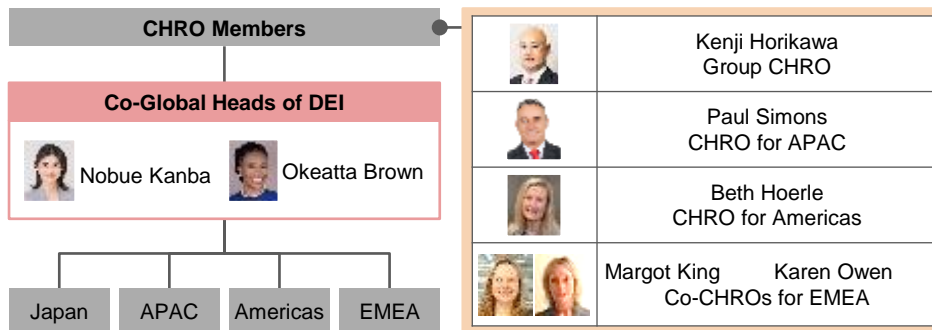 CHRO Members
Co-Global Heads of DEI
Nobue Kanba
Okeatta Brown
Japan
APAC
Americas
EMEA
Kenji Horikawa
Group CHRO
Paul Simons
CHRO for APAC
Beth Hoerle
CHRO for Americas
Margot King Karen Owen
Co-CHROs for EMEA